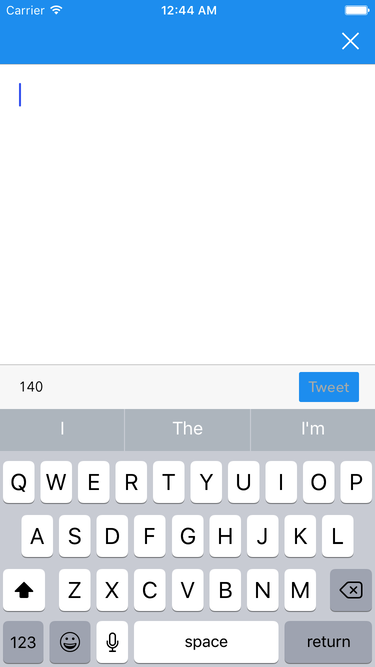 Carrier 12:44 AM
140 Tweet
I The I'm
Q W E R T Y U I O P
A S D F G H J K L
Z X C V B N M
123 space return